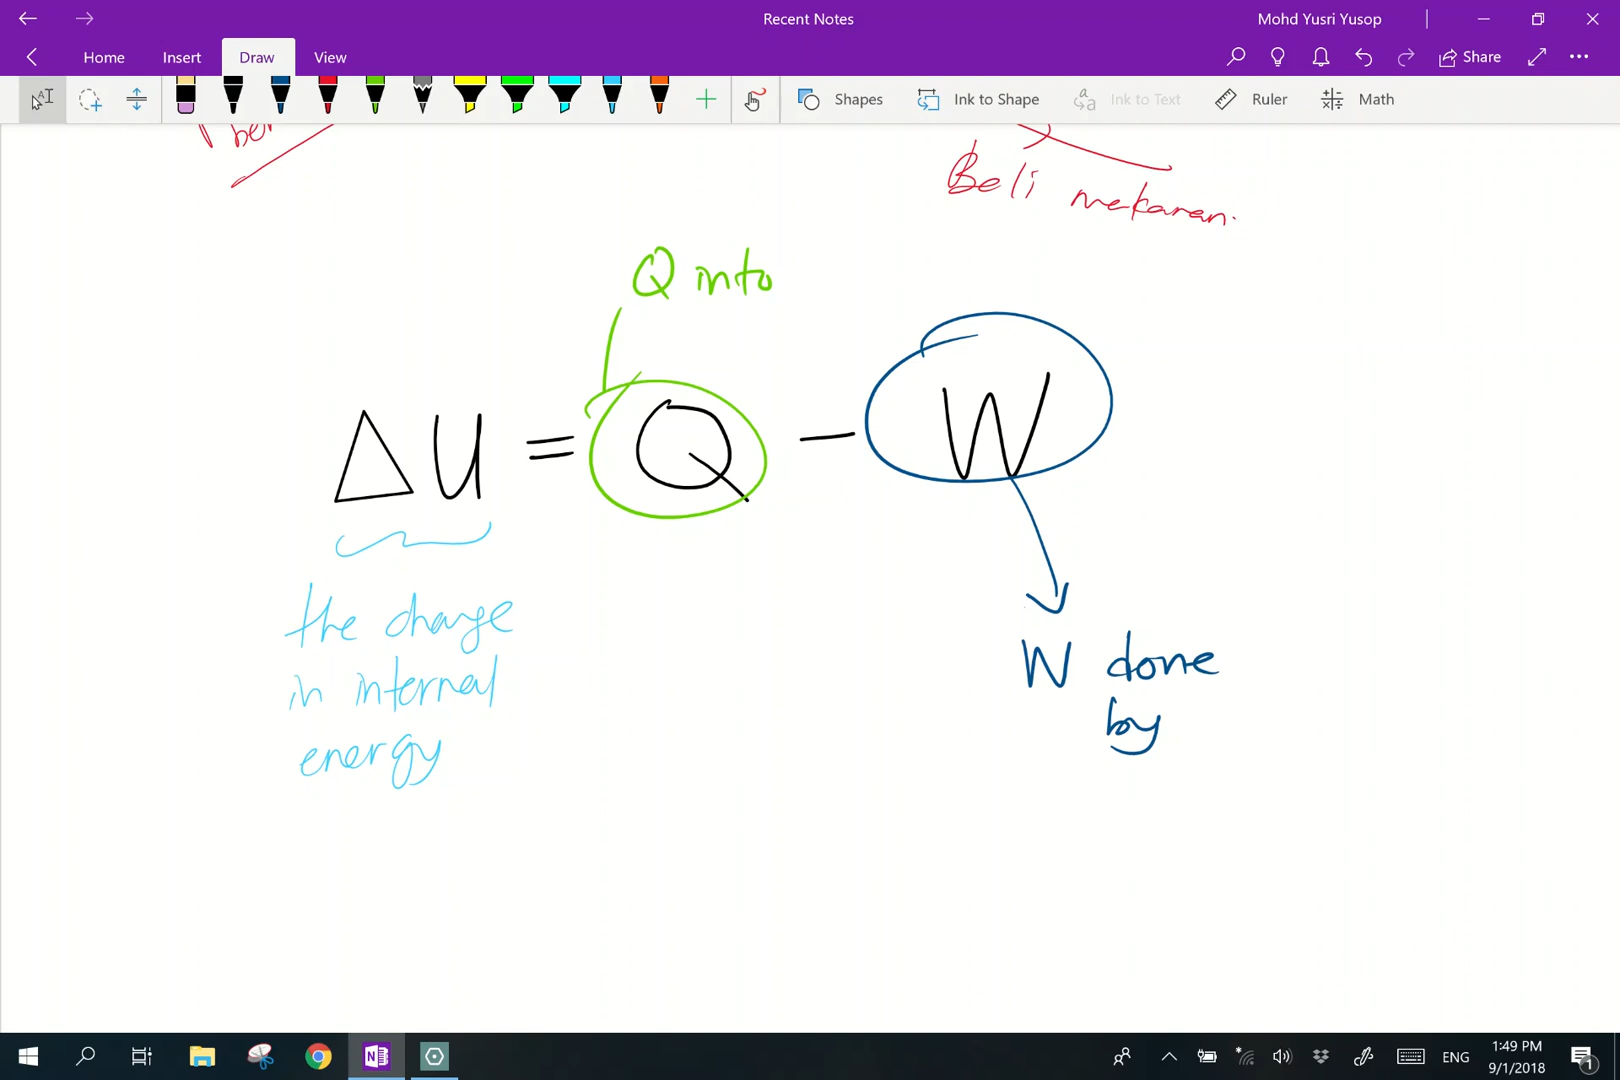 Recent Notes
Mohd Yusri Yusop
Home Insert Draw View
Share
Shapes Ink to Shape Ink to Text Ruler Math
Beli makanan.
Q into
ΔU = Q - W
the change
in internal
energy
W done
by
ENG
1:49 PM
9/1/2018
1